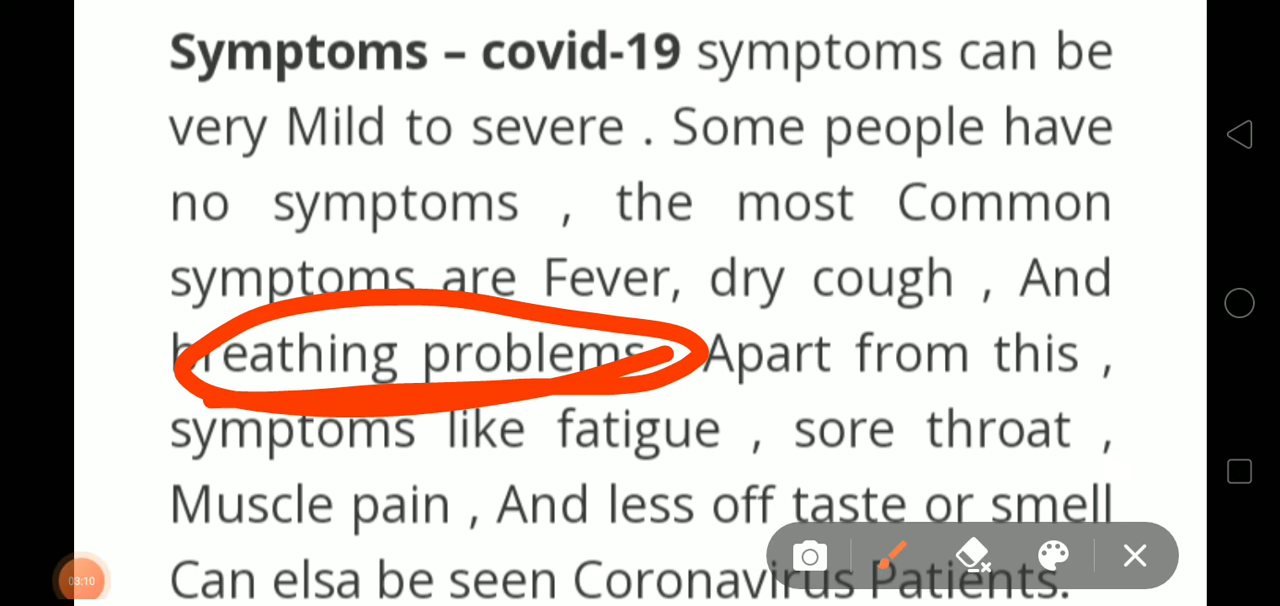 Symptoms – covid-19 symptoms can be
very Mild to severe . Some people have
no symptoms , the most Common
symptoms are Fever, dry cough , And
breathing problems. Apart from this ,
symptoms like fatigue , sore throat ,
Muscle pain , And less off taste or smell
Can elsa be seen Coronavirus Patients.
03:10